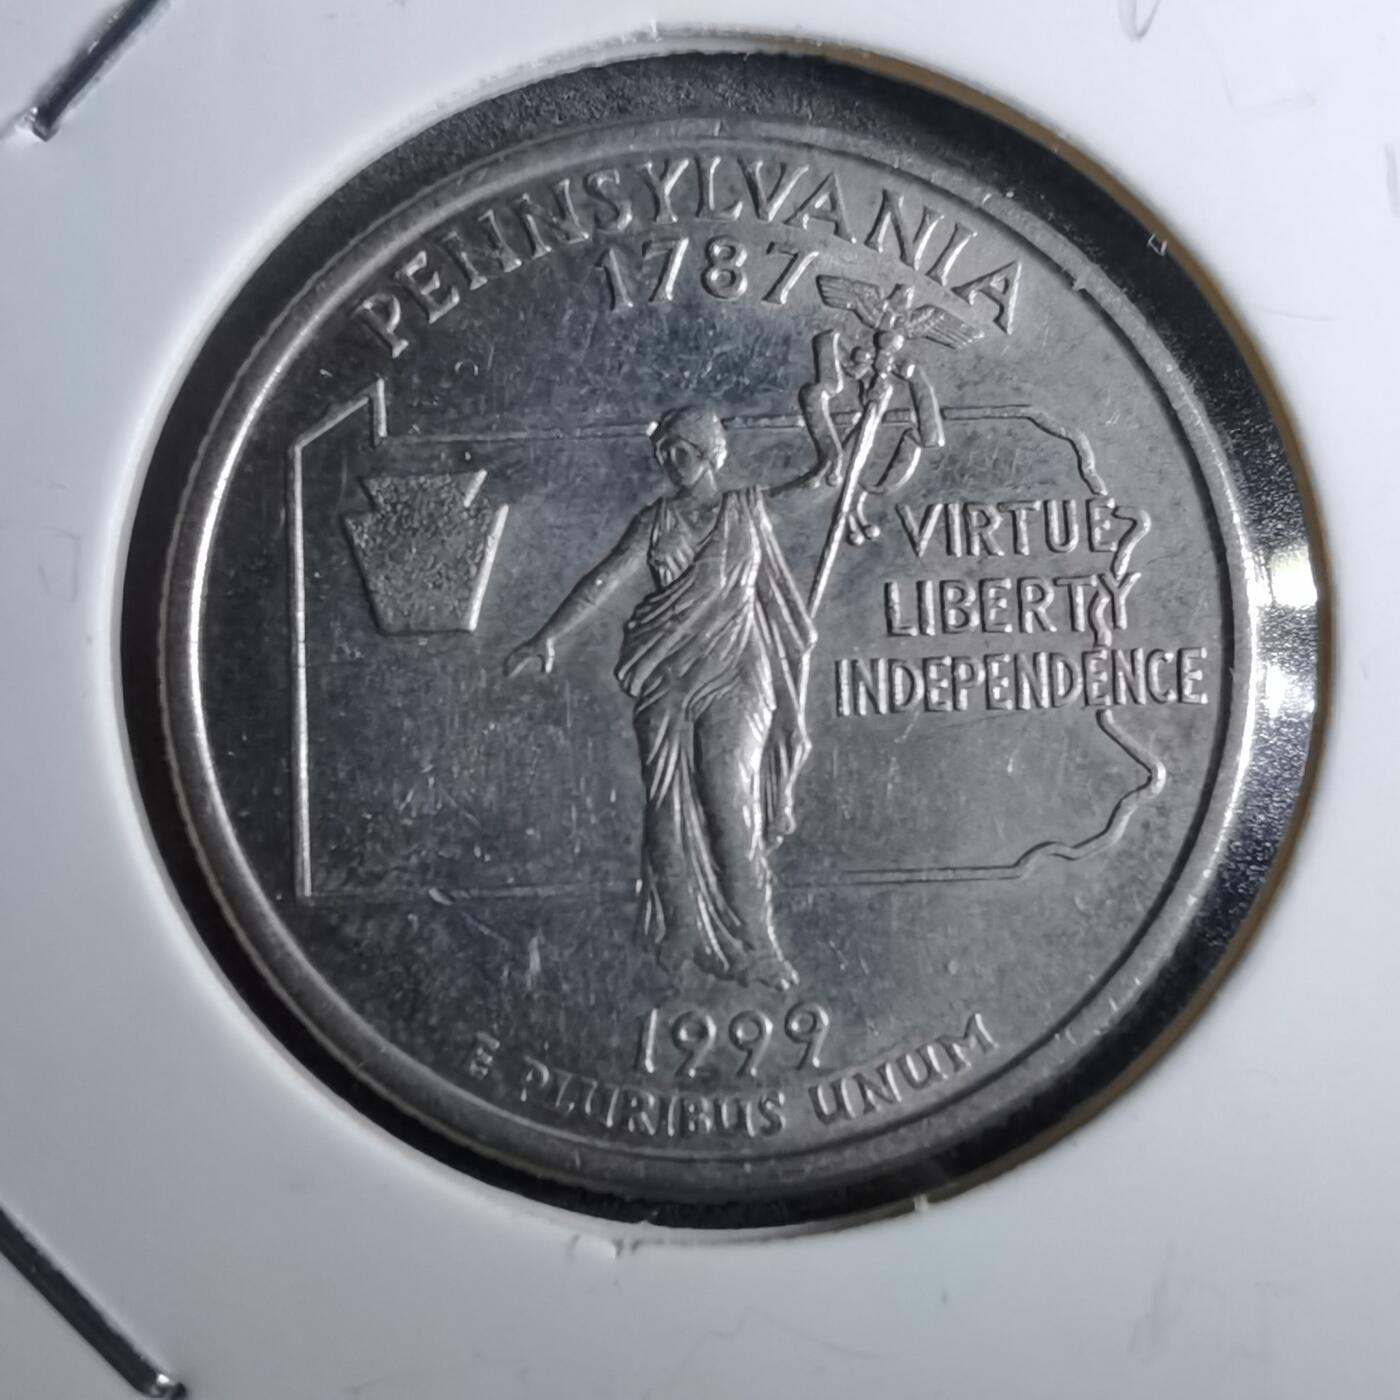 PENNSYLVANIA
1787
VIRTUE
LIBERTY
INDEPENDENCE
1999
E PLURIBUS UNUM